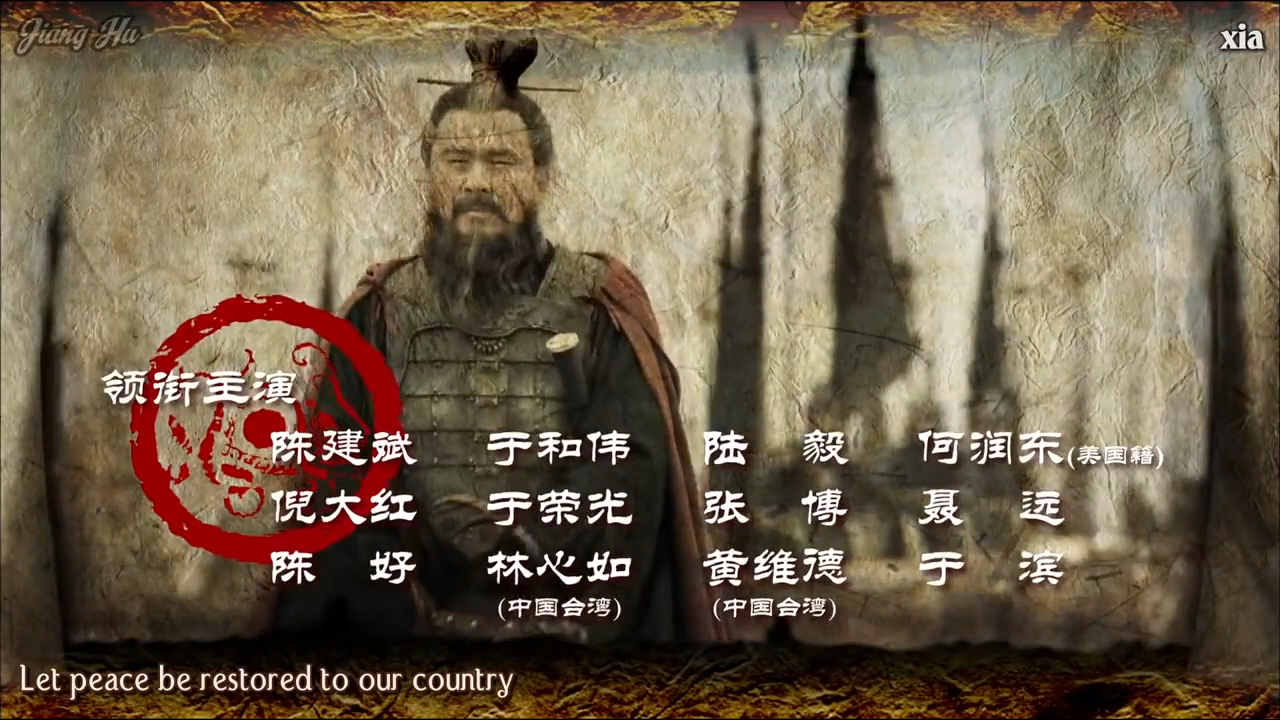 Jiang Hu
xia
领衔主演
陈建斌 于和伟 陆毅 何润东(美国籍)
倪大红 于荣光 张博 聂远
陈好 林心如 黄维德 于滨
(中国台湾) (中国台湾)
Let peace be restored to our country